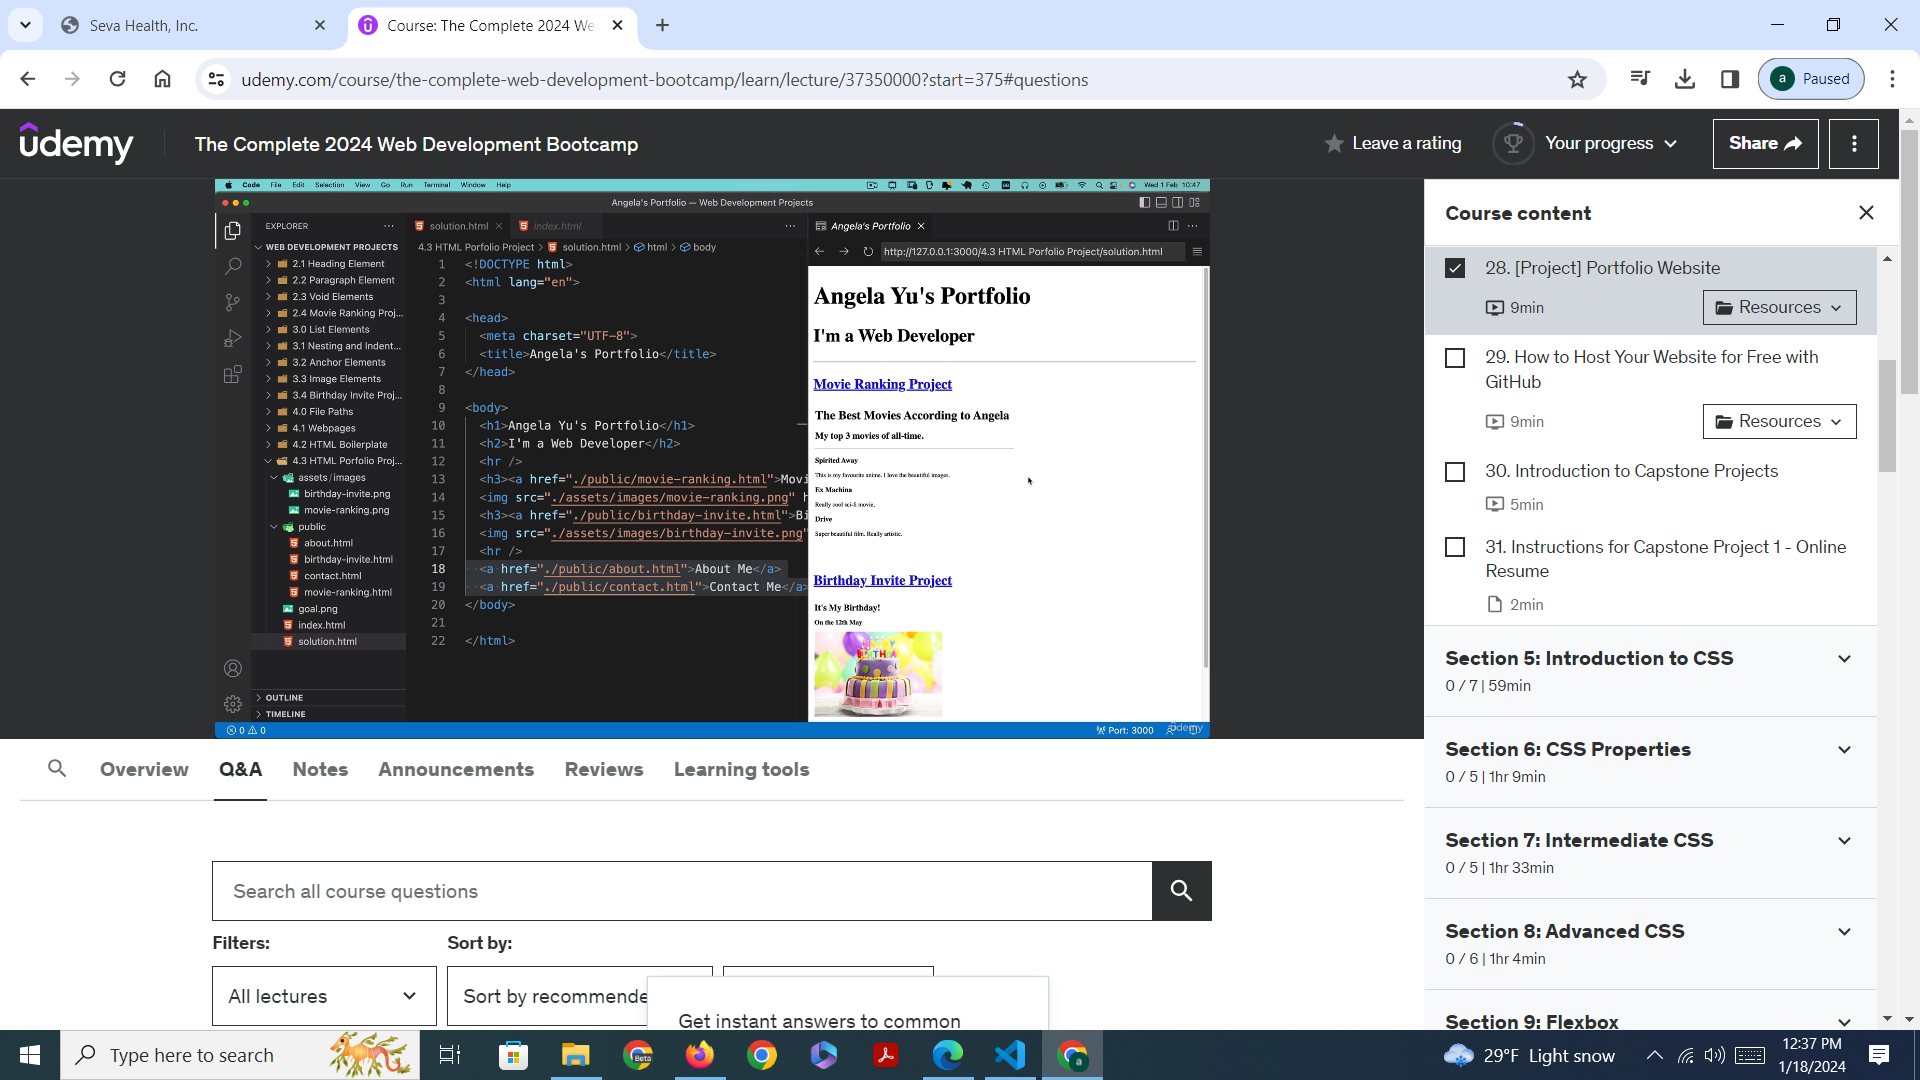 Seva Health, Inc.
Course: The Complete 2024 We
udemy.com/course/the-complete-web-development-bootcamp/learn/lecture/37350000?start=375#questions
a Paused
udemy
The Complete 2024 Web Development Bootcamp
Leave a rating
Your progress
Share
Code File Edit Selection View Go Run Terminal Window Help
Wed 1 Feb 10:47
Angela's Portfolio — Web Development Projects
EXPLORER
WEB DEVELOPMENT PROJECTS
2.1 Heading Element
2.2 Paragraph Element
2.3 Void Elements
2.4 Movie Ranking Proj...
3.0 List Elements
3.1 Nesting and Indent...
3.2 Anchor Elements
3.3 Image Elements
3.4 Birthday Invite Proj...
4.0 File Paths
4.1 Webpages
4.2 HTML Boilerplate
4.3 HTML Porfolio Proj...
assets/images
birthday-invite.png
movie-ranking.png
public
about.html
birthday-invite.html
contact.html
movie-ranking.html
goal.png
index.html
solution.html
OUTLINE
TIMELINE
solution.html
index.html
4.3 HTML Porfolio Project > solution.html > html > body
1 <!DOCTYPE html>
2 <html lang="en">
3
4 <head>
5 <meta charset="UTF-8">
6 <title>Angela's Portfolio</title>
7 </head>
8
9 <body>
10 <h1>Angela Yu's Portfolio</h1>
11 <h2>I'm a Web Developer</h2>
12 <hr />
13 <h3><a href="./public/movie-ranking.html">Movi
14 <img src="./assets/images/movie-ranking.png" h
15 <h3><a href="./public/birthday-invite.html">Bi
16 <img src="./assets/images/birthday-invite.png"
17 <hr />
18 <a href="./public/about.html">About Me</a>
19 <a href="./public/contact.html">Contact Me</a>
20 </body>
21
22 </html>
Angela's Portfolio
http://127.0.0.1:3000/4.3 HTML Porfolio Project/solution.html
Angela Yu's Portfolio
I'm a Web Developer
Movie Ranking Project
The Best Movies According to Angela
My top 3 movies of all-time.
Spirited Away
This is my favourite anime. I love the beautiful images.
Ex Machina
Really cool sci-fi movie.
Drive
Super beautiful film. Really artistic.
Birthday Invite Project
It's My Birthday!
On the 12th May
0 0
Port: 3000
udemy
Course content
28. [Project] Portfolio Website
9min
Resources
29. How to Host Your Website for Free with
GitHub
9min
Resources
30. Introduction to Capstone Projects
5min
31. Instructions for Capstone Project 1 - Online
Resume
2min
Section 5: Introduction to CSS
0 / 7 | 59min
Section 6: CSS Properties
0 / 5 | 1hr 9min
Section 7: Intermediate CSS
0 / 5 | 1hr 33min
Section 8: Advanced CSS
0 / 6 | 1hr 4min
Section 9: Flexbox
Overview
Q&A
Notes
Announcements
Reviews
Learning tools
Search all course questions
Filters:
Sort by:
All lectures
Sort by recommende
Get instant answers to common
Type here to search
Beta
29°F Light snow
12:37 PM
1/18/2024